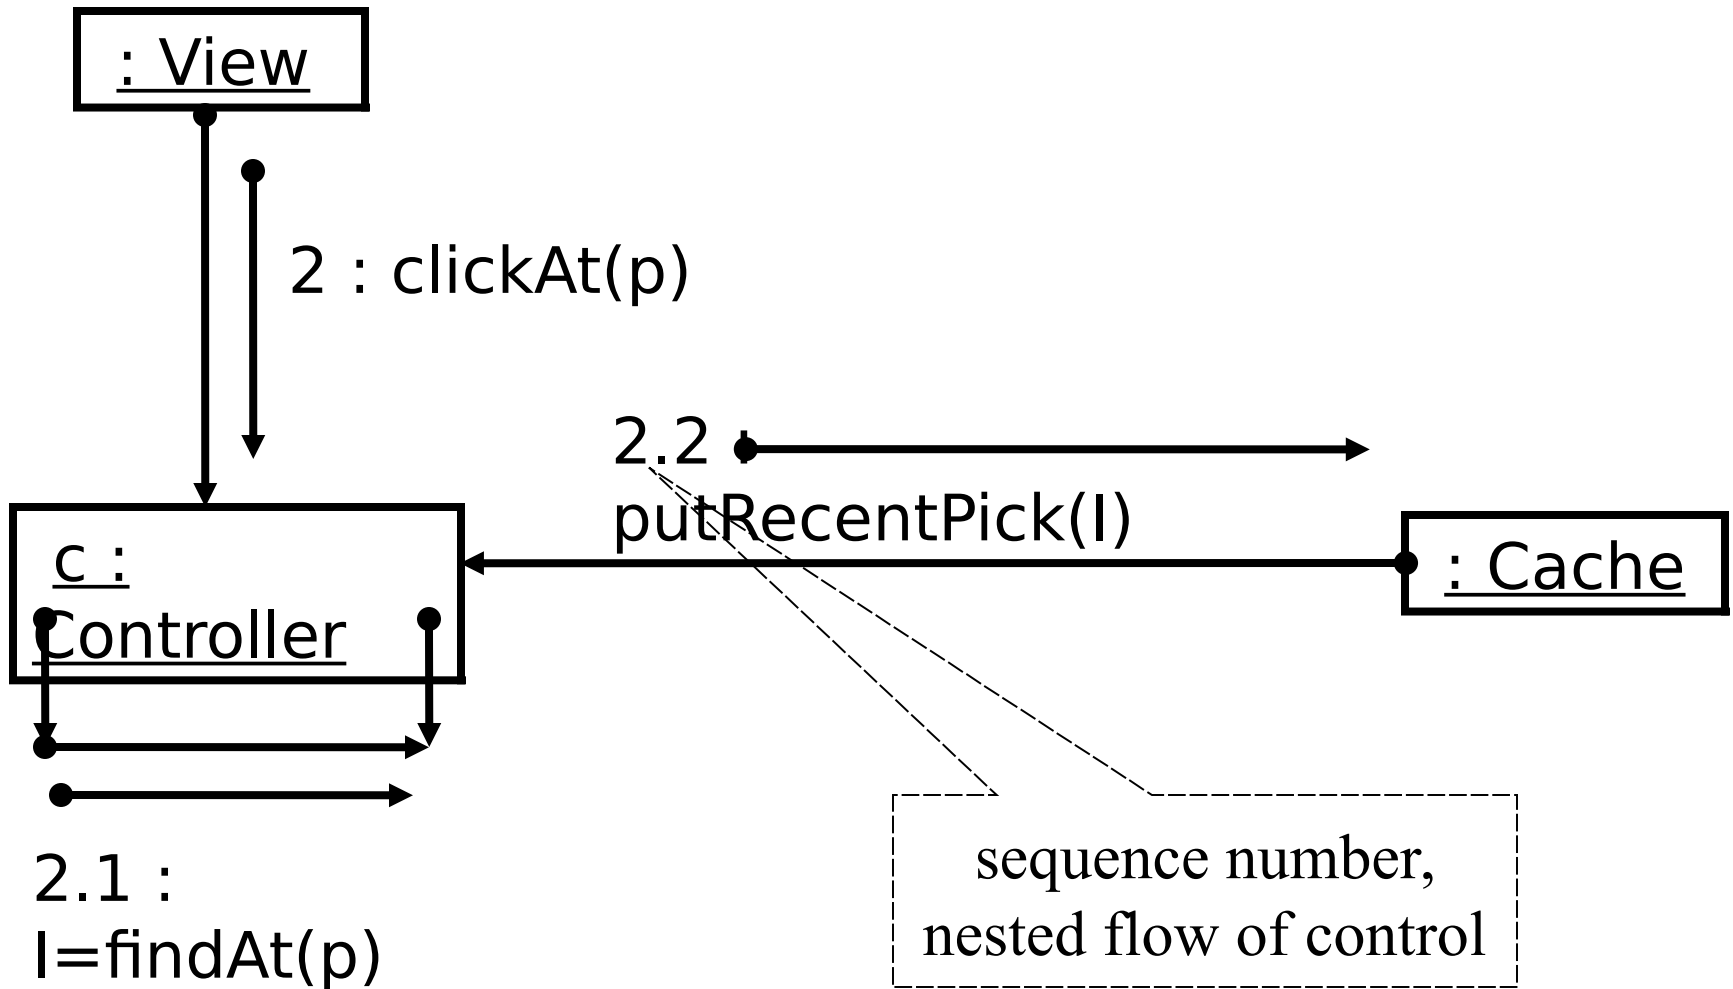 : View
2 : clickAt(p)
2.2 :
putRecentPick(I)
c :
Controller
: Cache
2.1 :
I=findAt(p)
sequence number,
nested flow of control